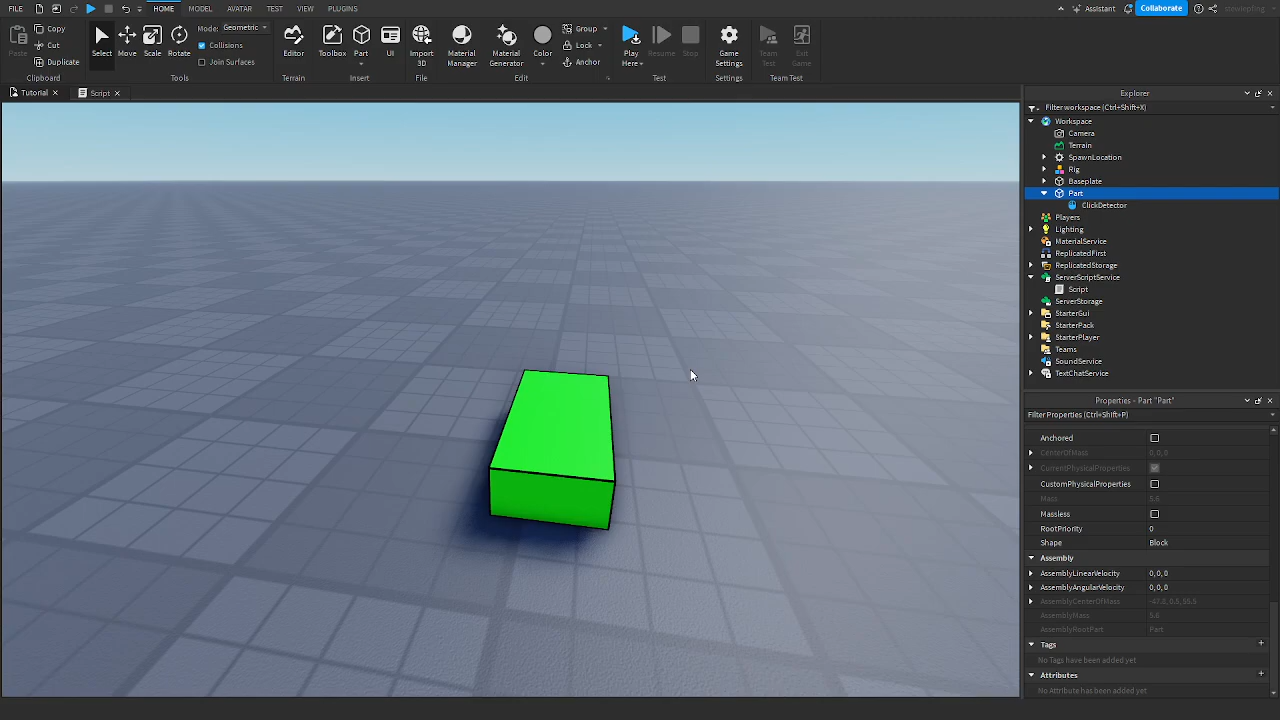 FILE HOME MODEL AVATAR TEST VIEW PLUGINS Assistant Collaborate
Paste Copy Cut Duplicate Clipboard
Select Move Scale Rotate Mode: Geometric Collisions Join Surfaces Tools
Editor Terrain
Toolbox Part UI Insert
Import 3D File
Material Manager Material Generator Color Group Lock Anchor Edit
Play Here Resume Stop Test
Game Settings Settings
Team Test Exit Game Team Test
Tutorial Script
Explorer
Filter workspace (Ctrl+Shift+X)
Workspace
Camera
Terrain
SpawnLocation
Rig
Baseplate
Part
ClickDetector
Players
Lighting
MaterialService
ReplicatedFirst
ReplicatedStorage
ServerScriptService
Script
ServerStorage
StarterGui
StarterPack
StarterPlayer
Teams
SoundService
TextChatService
Properties - Part "Part"
Filter Properties (Ctrl+Shift+P)
Anchored
CenterOfMass 0,0,0
CurrentPhysicalProperties
CustomPhysicalProperties
Mass 5.6
Massless
RootPriority 0
Shape Block
Assembly
AssemblyLinearVelocity 0,0,0
AssemblyAngularVelocity 0,0,0
AssemblyCenterOfMass
AssemblyMass 5.6
AssemblyRootPart Part
Tags
No Tags have been added yet
Attributes
No Attribute has been added yet